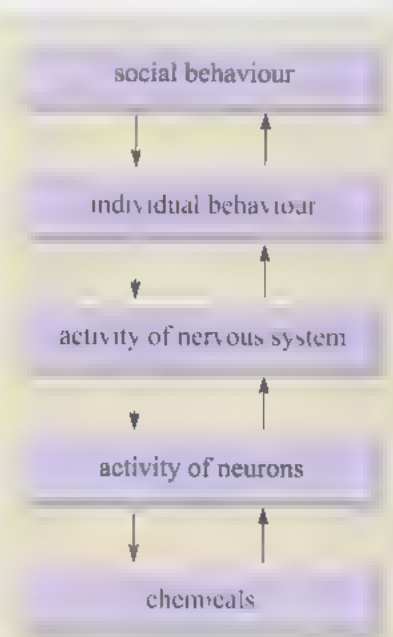 social behaviour
individual behaviour
activity of nervous system
activity of neurons
chemicals